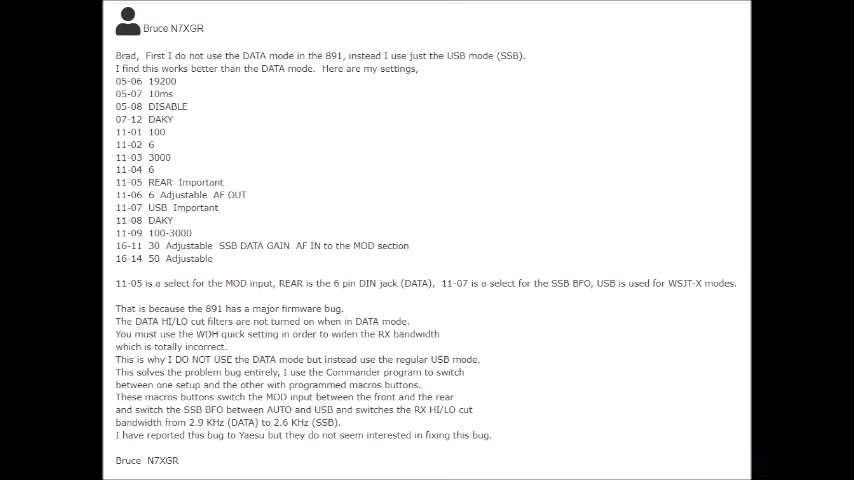 Bruce N7XGR
Brad,  First I do not use the DATA mode in the 891, instead I use just the USB mode (SSB).
I find this works better than the DATA mode.  Here are my settings,
05-06  19200
05-07  10ms
05-08  DISABLE
07-12  DAKY
11-01  100
11-02  6
11-03  3000
11-04  6
11-05  REAR  Important
11-06  6  Adjustable  AF OUT
11-07  USB  Important
11-08  DAKY
11-09  100-3000
16-11  30  Adjustable  SSB DATA GAIN  AF IN to the MOD section
16-14  50  Adjustable
11-05 is a select for the MOD input, REAR is the 6 pin DIN jack (DATA),  11-07 is a select for the SSB BFO, USB is used for WSJT-X modes.
That is because the 891 has a major firmware bug.
The DATA HI/LO cut filters are not turned on when in DATA mode.
You must use the WDH quick setting in order to widen the RX bandwidth
which is totally incorrect.
This is why I DO NOT USE the DATA mode but instead use the regular USB mode.
This solves the problem bug entirely, I use the Commander program to switch
between one setup and the other with programmed macros buttons.
These macros buttons switch the MOD input between the front and the rear
and switch the SSB BFO between AUTO and USB and switches the RX HI/LO cut
bandwidth from 2.9 KHz (DATA) to 2.6 KHz (SSB).
I have reported this bug to Yaesu but they do not seem interested in fixing this bug.
Bruce  N7XGR